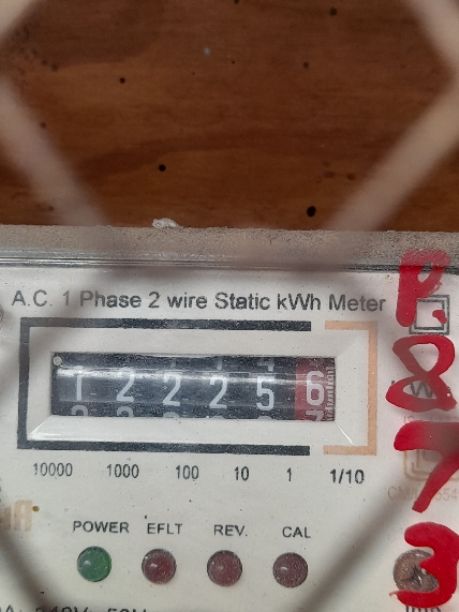 A.C. 1 Phase 2 wire Static kWh Meter
1 2 2 2 5 6
10000 1000 100 10 1 1/10
POWER EFLT REV. CAL
P.
8
7
3